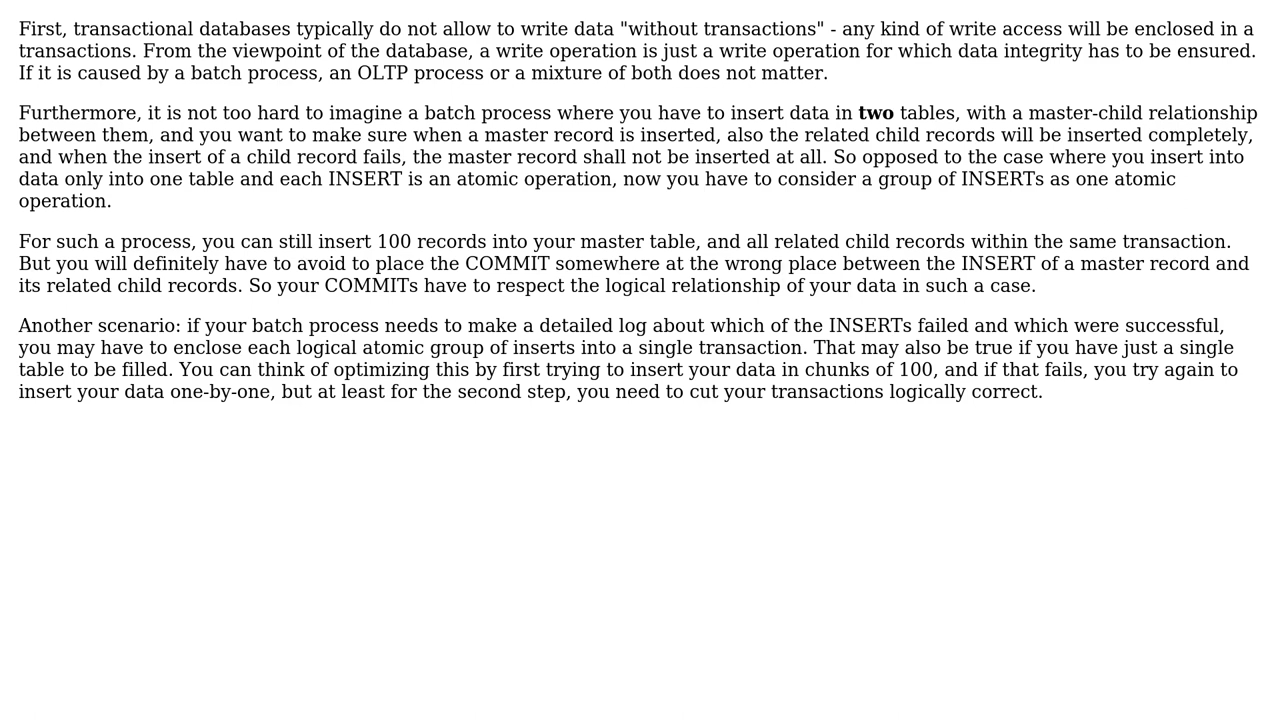 First, transactional databases typically do not allow to write data "without transactions" - any kind of write access will be enclosed in a
transactions. From the viewpoint of the database, a write operation is just a write operation for which data integrity has to be ensured.
If it is caused by a batch process, an OLTP process or a mixture of both does not matter.
Furthermore, it is not too hard to imagine a batch process where you have to insert data in two tables, with a master-child relationship
between them, and you want to make sure when a master record is inserted, also the related child records will be inserted completely,
and when the insert of a child record fails, the master record shall not be inserted at all. So opposed to the case where you insert into
data only into one table and each INSERT is an atomic operation, now you have to consider a group of INSERTs as one atomic
operation.
For such a process, you can still insert 100 records into your master table, and all related child records within the same transaction.
But you will definitely have to avoid to place the COMMIT somewhere at the wrong place between the INSERT of a master record and
its related child records. So your COMMITs have to respect the logical relationship of your data in such a case.
Another scenario: if your batch process needs to make a detailed log about which of the INSERTs failed and which were successful,
you may have to enclose each logical atomic group of inserts into a single transaction. That may also be true if you have just a single
table to be filled. You can think of optimizing this by first trying to insert your data in chunks of 100, and if that fails, you try again to
insert your data one-by-one, but at least for the second step, you need to cut your transactions logically correct.